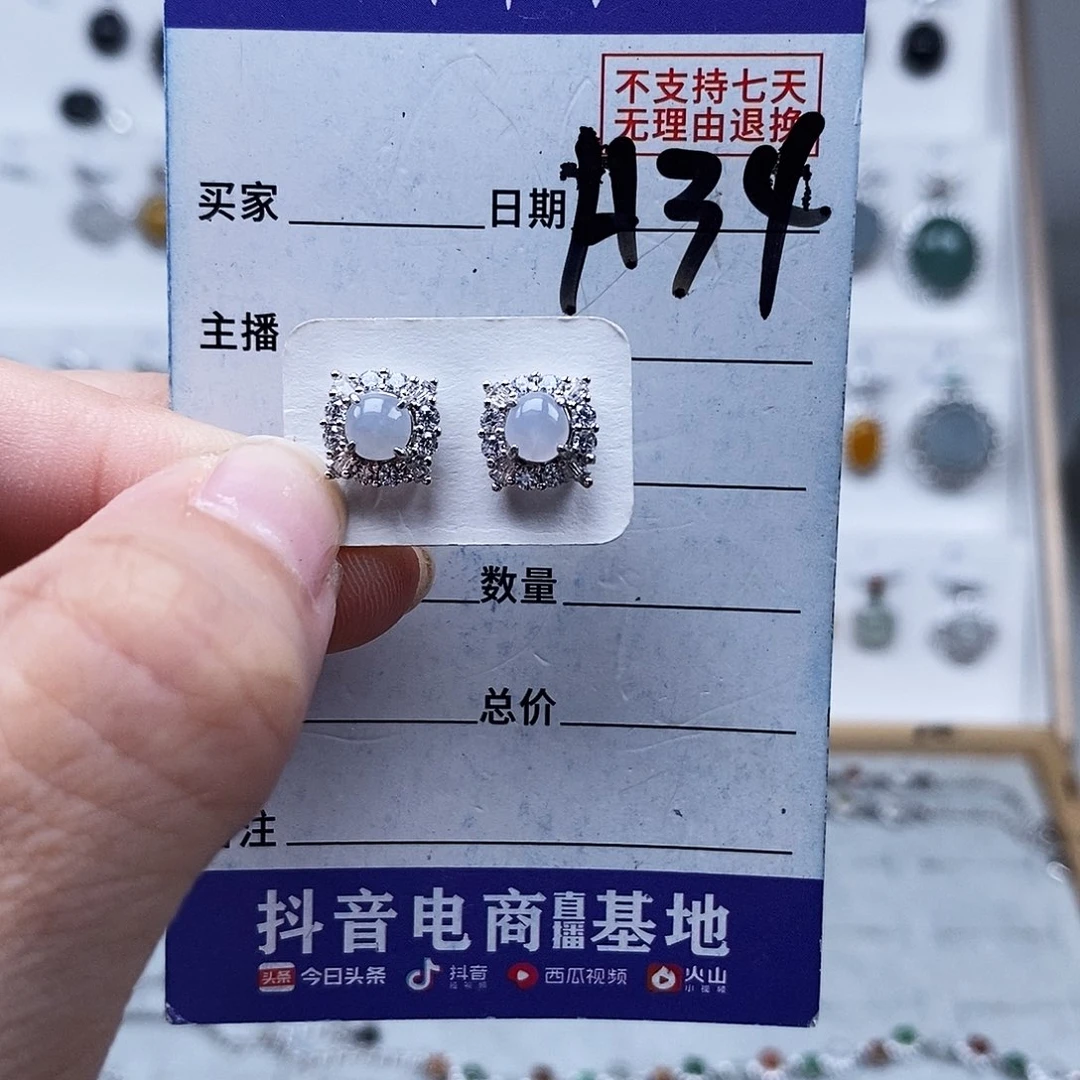 不支持七天
无理由退换
买家 日期 A34
主播
数量
总价
注
抖音电商直播基地
头条 今日头条 抖音 西瓜视频 火山